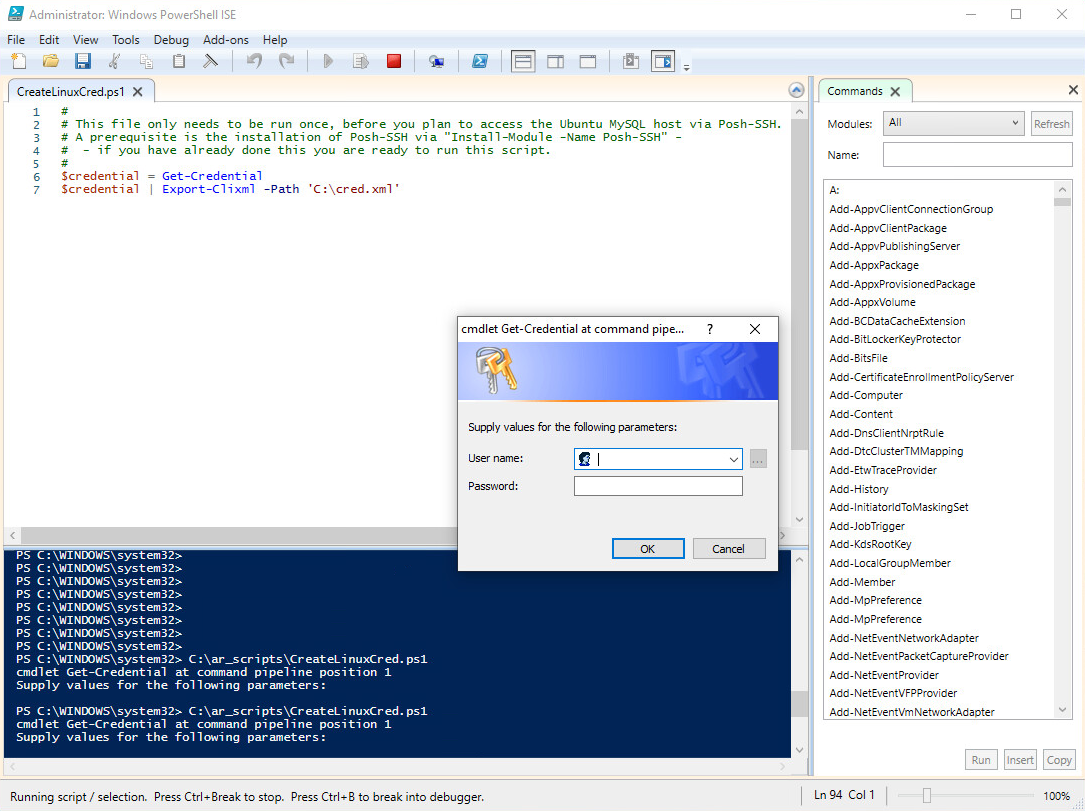 Administrator: Windows PowerShell ISE
File Edit View Tools Debug Add-ons Help
CreateLinuxCred.ps1
1 #
2 # This file only needs to be run once, before you plan to access the Ubuntu MySQL host via Posh-SSH.
3 # A prerequisite is the installation of Posh-SSH via "Install-Module -Name Posh-SSH" -
4 #  - if you have already done this you are ready to run this script.
5 #
6 $credential = Get-Credential
7 $credential | Export-Clixml -Path 'C:\cred.xml'
cmdlet Get-Credential at command pipe... ?
Supply values for the following parameters:
User name:
...
Password:
OK Cancel
PS C:\WINDOWS\system32>
PS C:\WINDOWS\system32>
PS C:\WINDOWS\system32>
PS C:\WINDOWS\system32>
PS C:\WINDOWS\system32>
PS C:\WINDOWS\system32>
PS C:\WINDOWS\system32>
PS C:\WINDOWS\system32>
PS C:\WINDOWS\system32> C:\ar_scripts\CreateLinuxCred.ps1
cmdlet Get-Credential at command pipeline position 1
Supply values for the following parameters:
PS C:\WINDOWS\system32> C:\ar_scripts\CreateLinuxCred.ps1
cmdlet Get-Credential at command pipeline position 1
Supply values for the following parameters:
Commands
Modules: All Refresh
Name:
A:
Add-AppvClientConnectionGroup
Add-AppvClientPackage
Add-AppvPublishingServer
Add-AppxPackage
Add-AppxProvisionedPackage
Add-AppxVolume
Add-BCDataCacheExtension
Add-BitLockerKeyProtector
Add-BitsFile
Add-CertificateEnrollmentPolicyServer
Add-Computer
Add-Content
Add-DnsClientNrptRule
Add-DtcClusterTMMapping
Add-EtwTraceProvider
Add-History
Add-InitiatorIdToMaskingSet
Add-JobTrigger
Add-KdsRootKey
Add-LocalGroupMember
Add-Member
Add-MpPreference
Add-MpPreference
Add-NetEventNetworkAdapter
Add-NetEventPacketCaptureProvider
Add-NetEventProvider
Add-NetEventVFPProvider
Add-NetEventVmNetworkAdapter
Run Insert Copy
Running script / selection.  Press Ctrl+Break to stop.  Press Ctrl+B to break into debugger.
Ln 94 Col 1 100%